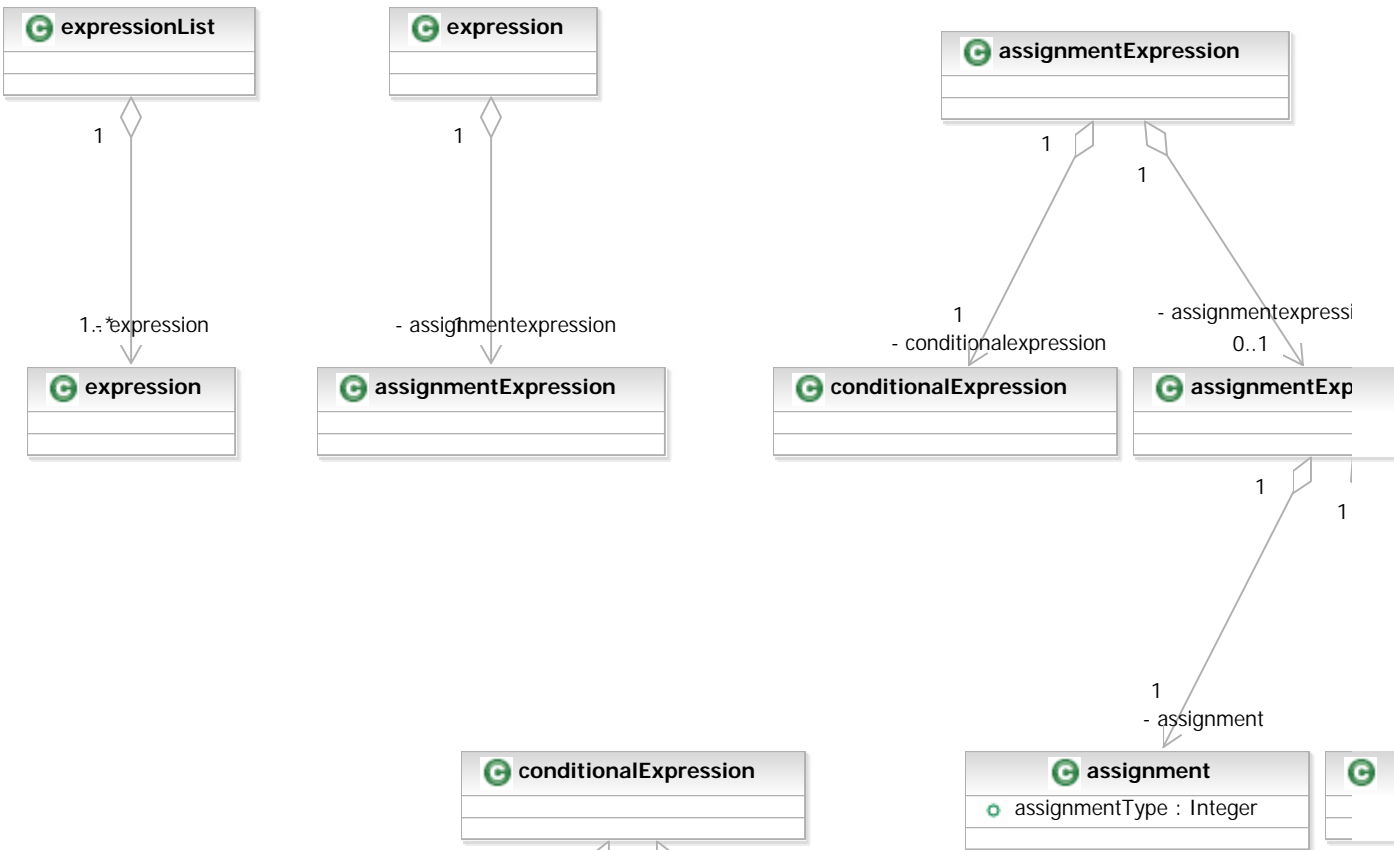 expressionList
expression
assignmentExpression
1
1
1
1
1..*
- expression
1
- assignmentexpression
1
- conditionalexpression
- assignmentexpressi
0..1
expression
assignmentExpression
conditionalExpression
assignmentExp
1
1
1
- assignment
conditionalExpression
assignment
assignmentType : Integer